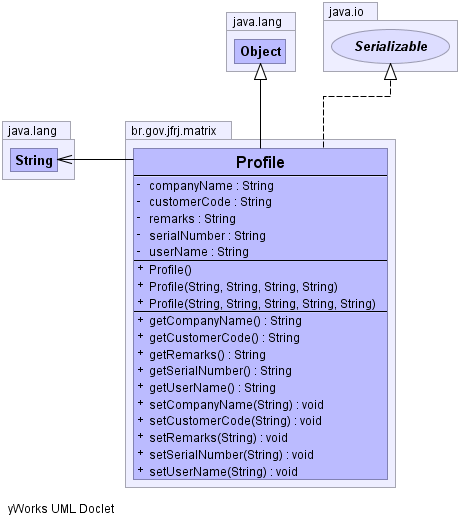 java.lang
Object
java.io
Serializable
java.lang
String
br.gov.jfrj.matrix
Profile
- companyName : String
- customerCode : String
- remarks : String
- serialNumber : String
- userName : String
+ Profile()
+ Profile(String, String, String, String)
+ Profile(String, String, String, String, String)
+ getCompanyName() : String
+ getCustomerCode() : String
+ getRemarks() : String
+ getSerialNumber() : String
+ getUserName() : String
+ setCompanyName(String) : void
+ setCustomerCode(String) : void
+ setRemarks(String) : void
+ setSerialNumber(String) : void
+ setUserName(String) : void
yWorks UML Doclet